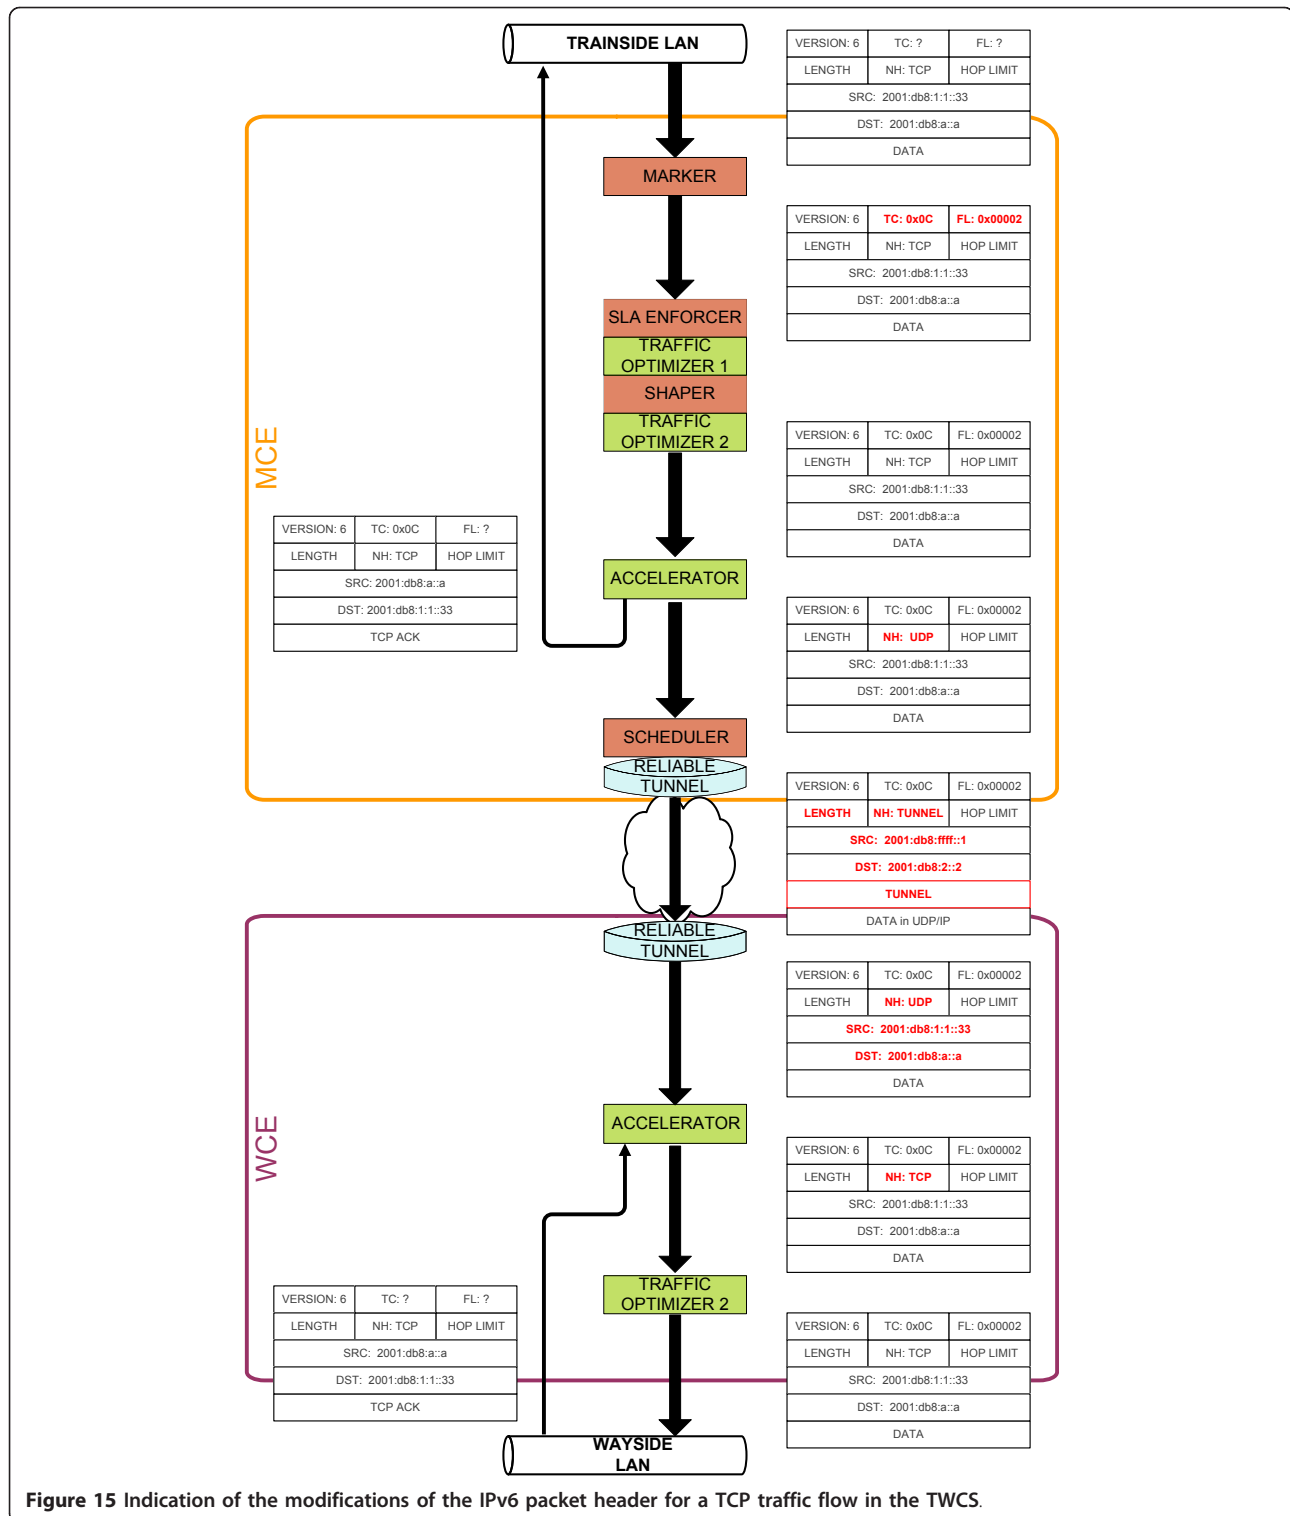 TRAINSIDE LAN
VERSION: 6 TC: ? FL: ?
LENGTH NH: TCP HOP LIMIT
SRC: 2001:db8:1:1::33
DST: 2001:db8:a::a
DATA
MARKER
VERSION: 6 TC: 0x0C FL: 0x00002
LENGTH NH: TCP HOP LIMIT
SRC: 2001:db8:1:1::33
DST: 2001:db8:a::a
DATA
SLA ENFORCER
TRAFFIC
OPTIMIZER 1
SHAPER
TRAFFIC
OPTIMIZER 2
VERSION: 6 TC: 0x0C FL: 0x00002
LENGTH NH: TCP HOP LIMIT
SRC: 2001:db8:1:1::33
DST: 2001:db8:a::a
DATA
MCE
VERSION: 6 TC: 0x0C FL: ?
LENGTH NH: TCP HOP LIMIT
SRC: 2001:db8:a::a
DST: 2001:db8:1:1::33
TCP ACK
ACCELERATOR
VERSION: 6 TC: 0x0C FL: 0x00002
LENGTH NH: UDP HOP LIMIT
SRC: 2001:db8:1:1::33
DST: 2001:db8:a::a
DATA
SCHEDULER
RELIABLE
TUNNEL
VERSION: 6 TC: 0x0C FL: 0x00002
LENGTH NH: TUNNEL HOP LIMIT
SRC: 2001:db8:ffff::1
DST: 2001:db8:2::2
TUNNEL
DATA in UDP/IP
RELIABLE
TUNNEL
VERSION: 6 TC: 0x0C FL: 0x00002
LENGTH NH: UDP HOP LIMIT
SRC: 2001:db8:1:1::33
DST: 2001:db8:a::a
DATA
WCE
ACCELERATOR
VERSION: 6 TC: 0x0C FL: 0x00002
LENGTH NH: TCP HOP LIMIT
SRC: 2001:db8:1:1::33
DST: 2001:db8:a::a
DATA
TRAFFIC
OPTIMIZER 2
VERSION: 6 TC: ? FL: ?
LENGTH NH: TCP HOP LIMIT
SRC: 2001:db8:a::a
DST: 2001:db8:1:1::33
TCP ACK
VERSION: 6 TC: 0x0C FL: 0x00002
LENGTH NH: TCP HOP LIMIT
SRC: 2001:db8:1:1::33
DST: 2001:db8:a::a
DATA
WAYSIDE
LAN
Figure 15 Indication of the modifications of the IPv6 packet header for a TCP traffic flow in the TWCS.